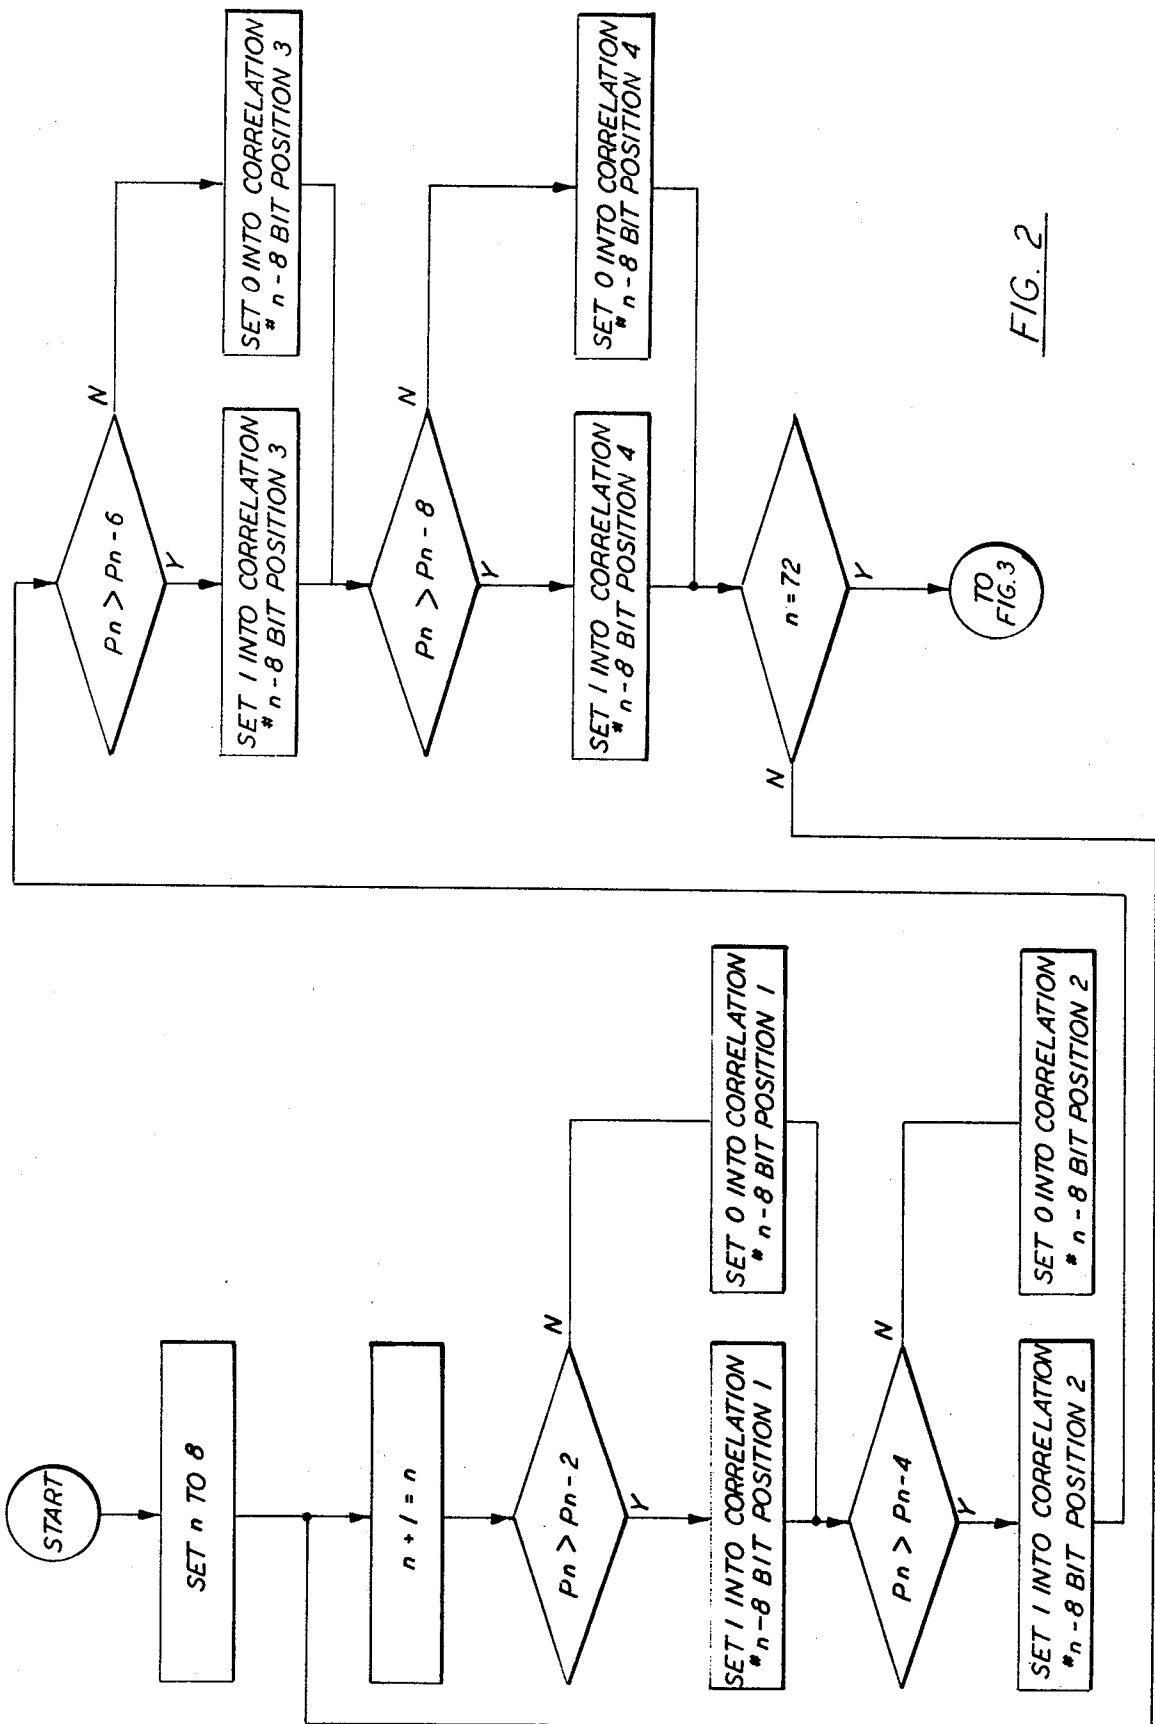 START
SET n TO 8
n + 1 = n
Pn > Pn-2
N
Y
SET 1 INTO CORRELATION
#n-8 BIT POSITION 1
SET 0 INTO CORRELATION
# n-8 BIT POSITION 1
Pn > Pn-4
N
Y
SET 1 INTO CORRELATION
#n-8 BIT POSITION 2
SET 0 INTO CORRELATION
# n-8 BIT POSITION 2
Pn > Pn-6
N
Y
SET 1 INTO CORRELATION
# n-8 BIT POSITION 3
SET 0 INTO CORRELATION
# n-8 BIT POSITION 3
Pn > Pn-8
N
Y
SET 1 INTO CORRELATION
# n-8 BIT POSITION 4
SET 0 INTO CORRELATION
# n-8 BIT POSITION 4
n = 72
N
Y
TO
FIG. 3
FIG. 2